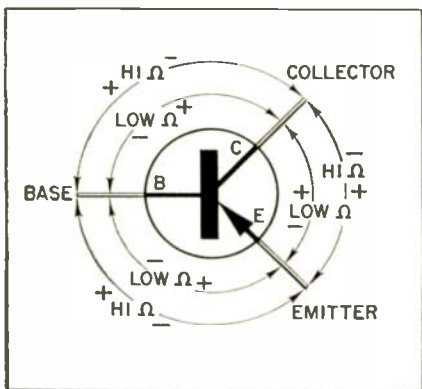 + HI Ω -
COLLECTOR
LOW Ω +
-
C
HI Ω
-
+
+
LOW Ω
-
BASE
B
E
-
LOW Ω +
+
HI Ω -
EMITTER